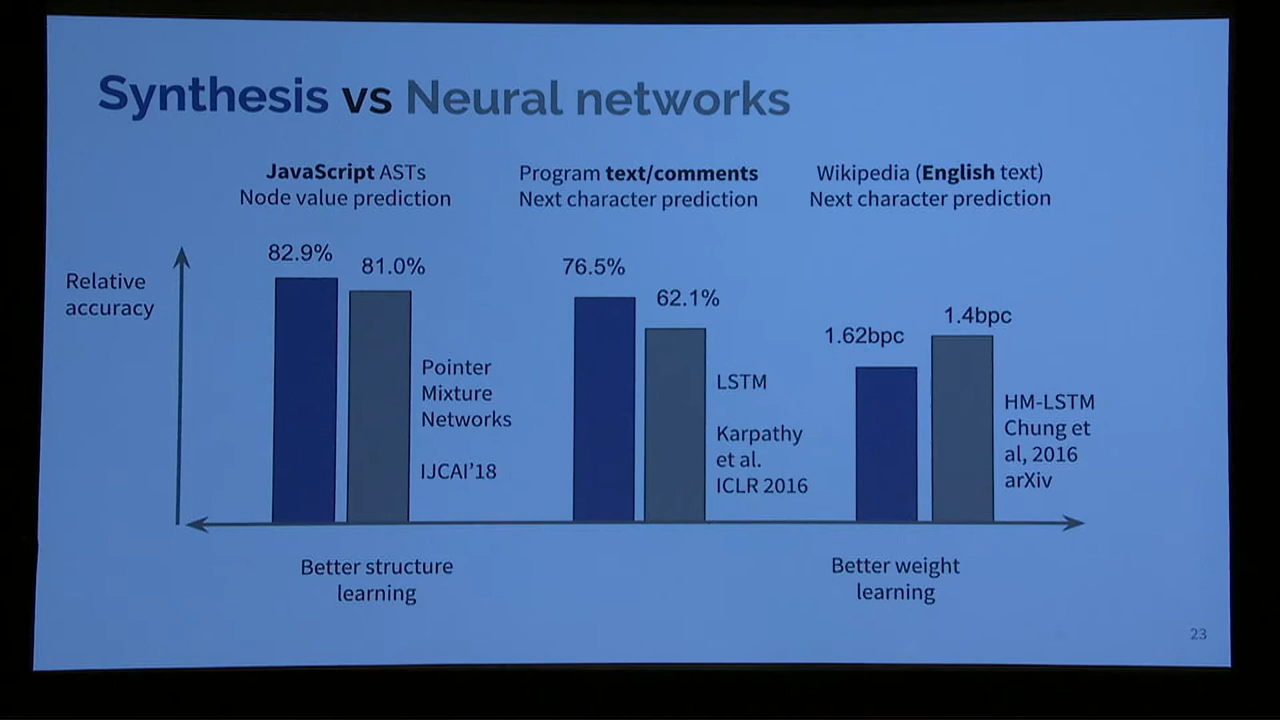 Synthesis vs Neural networks
JavaScript ASTs
Node value prediction
Program text/comments
Next character prediction
Wikipedia (English text)
Next character prediction
Relative
accuracy
82.9%
81.0%
Pointer
Mixture
Networks
IJCAI'18
76.5%
62.1%
LSTM
Karpathy
et al.
ICLR 2016
1.62bpc
1.4bpc
HM-LSTM
Chung et
al, 2016
arXiv
Better structure
learning
Better weight
learning
23